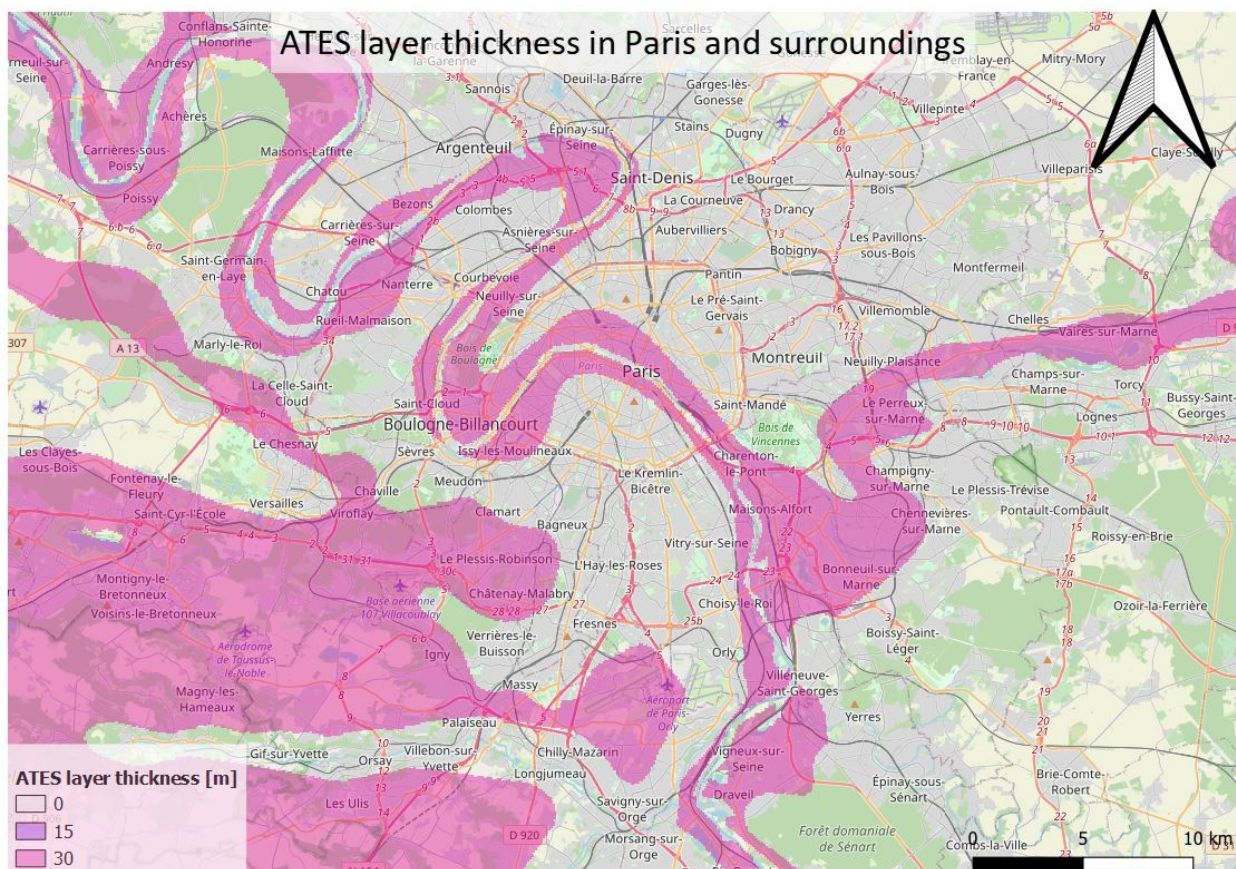 ATES layer thickness in Paris and surroundings
Conflans-Sainte-
Honorine
Sarcelles
Andrésy
la-Garenne
Deuil-la-Barre
Garges-lès-
Gonesse
Tremblay-en-
France
Mitry-Mory
Seine
Achères
Sannois
Villepinte
Carrières-sous-
Poissy
Maisons-Laffitte
Argenteuil
Épinay-sur-
Seine
Stains
Dugny
Villeparisis
Claye-Souilly
Poissy
Saint-Denis
Le Bourget
Aulnay-sous-
Bois
Bezons
Colombes
La Courneuve
Drancy
Carrières-sur-
Seine
Asnières-sur-
Seine
Aubervilliers
Bobigny
Les Pavillons-
sous-Bois
Saint-Germain-
en-Laye
Chatou
Nanterre
Courbevoie
Neuilly-sur-
Seine
Pantin
Montfermeil
Rueil-Malmaison
Le Pré-Saint-
Gervais
Villemomble
Chelles
Vaires-sur-Marne
307
A 13
Marly-le-Roi
Bois de
Boulogne
Paris
Paris
Montreuil
Neuilly-Plaisance
Champs-sur-
Marne
Torcy
La Celle-Saint-
Cloud
Saint-Cloud
Saint-Mandé
Le Perreux-
sur-Marne
Lognes
Bussy-Saint-
Georges
Boulogne-Billancourt
Bois de
Vincennes
Le Chesnay
Sèvres
Issy-les-Moulineaux
Charenton-
le-Pont
Les Clayes-
sous-Bois
Fontenay-le-
Fleury
Versailles
Chaville
Meudon
Le Kremlin-
Bicêtre
Champigny-
sur-Marne
Le Plessis-Trévise
Saint-Cyr-l'École
Viroflay
Clamart
Bagneux
Maisons-Alfort
Chennevières-
sur-Marne
Pontault-Combault
Roissy-en-Brie
Le Plessis-Robinson
Vitry-sur-Seine
L'Haÿ-les-Roses
Montigny-le-
Bretonneux
Voisins-le-Bretonneux
Base aérienne
107 Villacoublay
Châtenay-Malabry
Choisy-le-Roi
Bonneuil-sur-
Marne
Ozoir-la-Ferrière
Aérodrome
de Toussus-
le-Noble
Verrières-le-
Buisson
Fresnes
Orly
Boissy-Saint-
Léger
Igny
Massy
Villeneuve-
Saint-Georges
Magny-les-
Hameaux
Aéroport
de Paris-
Orly
Palaiseau
Yerres
Gif-sur-Yvette
Orsay
Villebon-sur-
Yvette
Chilly-Mazarin
Vigneux-sur-
Seine
Longjumeau
Épinay-sous-
Sénart
Brie-Comte-
Robert
Les Ulis
Draveil
Savigny-sur-
Orge
D 920
Morsang-sur-
Orge
Forêt domaniale
de Sénart
Combs-la-Ville
ATES layer thickness [m]
0
15
30
0 5 10 km